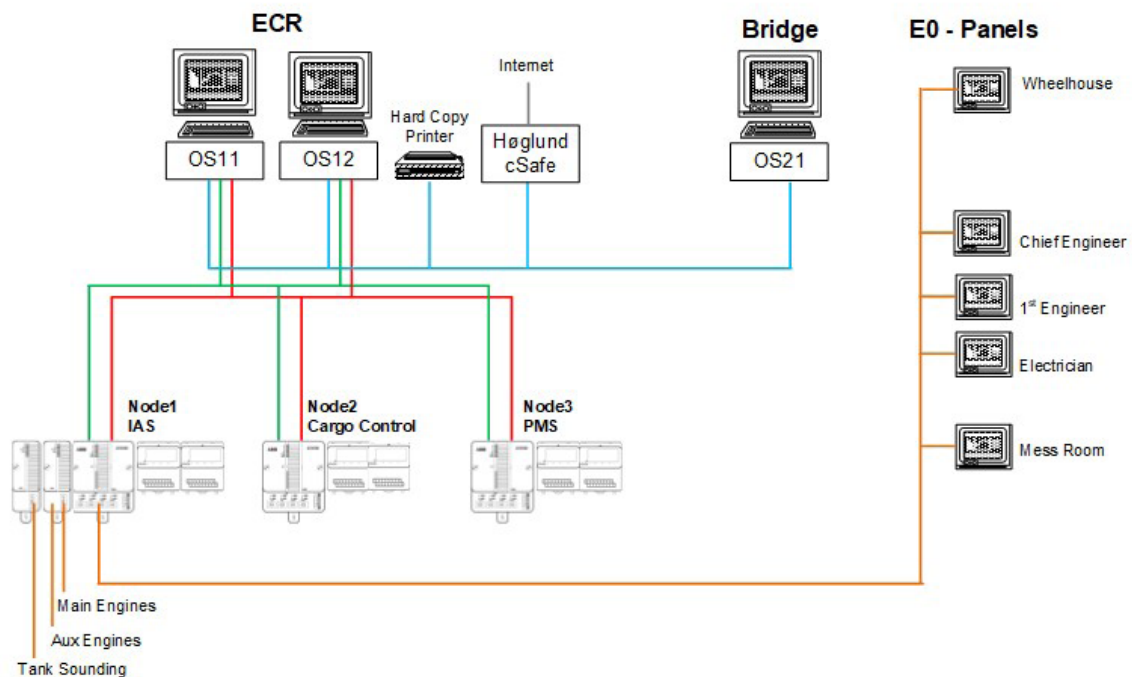 ECR
Bridge
E0 - Panels
Internet
Wheelhouse
Hard Copy
Printer
Høglund
cSafe
OS11
OS12
OS21
Chief Engineer
1st Engineer
Electrician
Node1
IAS
Node2
Cargo Control
Node3
PMS
Mess Room
Main Engines
Aux Engines
Tank Sounding